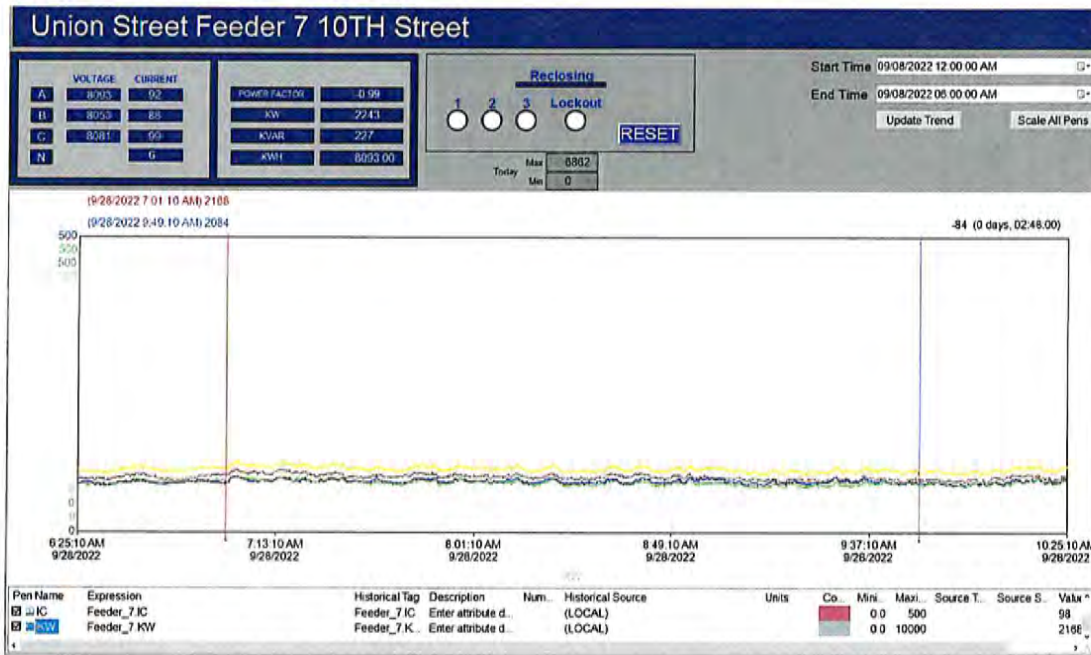 Union Street Feeder 7 10TH Street
VOLTAGE CURRENT
A 8093 92
B 8053 88
C 8081 99
N 6
POWER FACTOR -0.99
KW 2243
KVAR 227
KWH 6093.00
Reclosing
1 2 3 Lockout
RESET
Today Max 6862
Min 0
Start Time 09/08/2022 12:00:00 AM
End Time 09/08/2022 06:00:00 AM
Update Trend Scale All Pens
(9/28/2022 7:01:10 AM) 2168
(9/28/2022 9:49:10 AM) 2084
-84 (0 days, 02:48:00)
500
500
500
0
0
0
6:25:10 AM 7:13:10 AM 8:01:10 AM 8:49:10 AM 9:37:10 AM 10:25:10 AM
9/28/2022 9/28/2022 9/28/2022 9/28/2022 9/28/2022 9/28/2022
Pen Name Expression Historical Tag Description Num... Historical Source Units Co... Mini... Maxi... Source T... Source S... Value
IC Feeder_7.IC Feeder_7.IC Enter attribute d... (LOCAL) 0.0 500 98
KW Feeder_7.KW Feeder_7.K... Enter attribute d... (LOCAL) 0.0 10000 2168